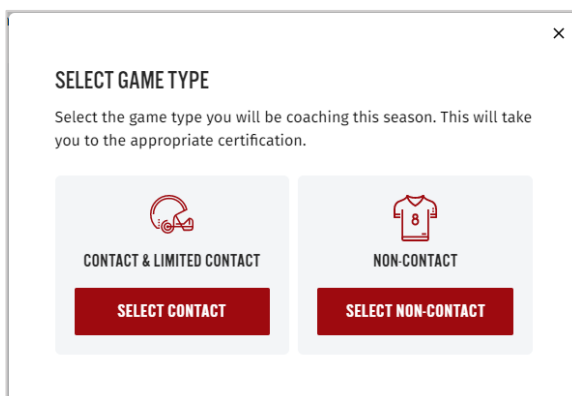 SELECT GAME TYPE
Select the game type you will be coaching this season. This will take
you to the appropriate certification.
CONTACT & LIMITED CONTACT
SELECT CONTACT
8
NON-CONTACT
SELECT NON-CONTACT